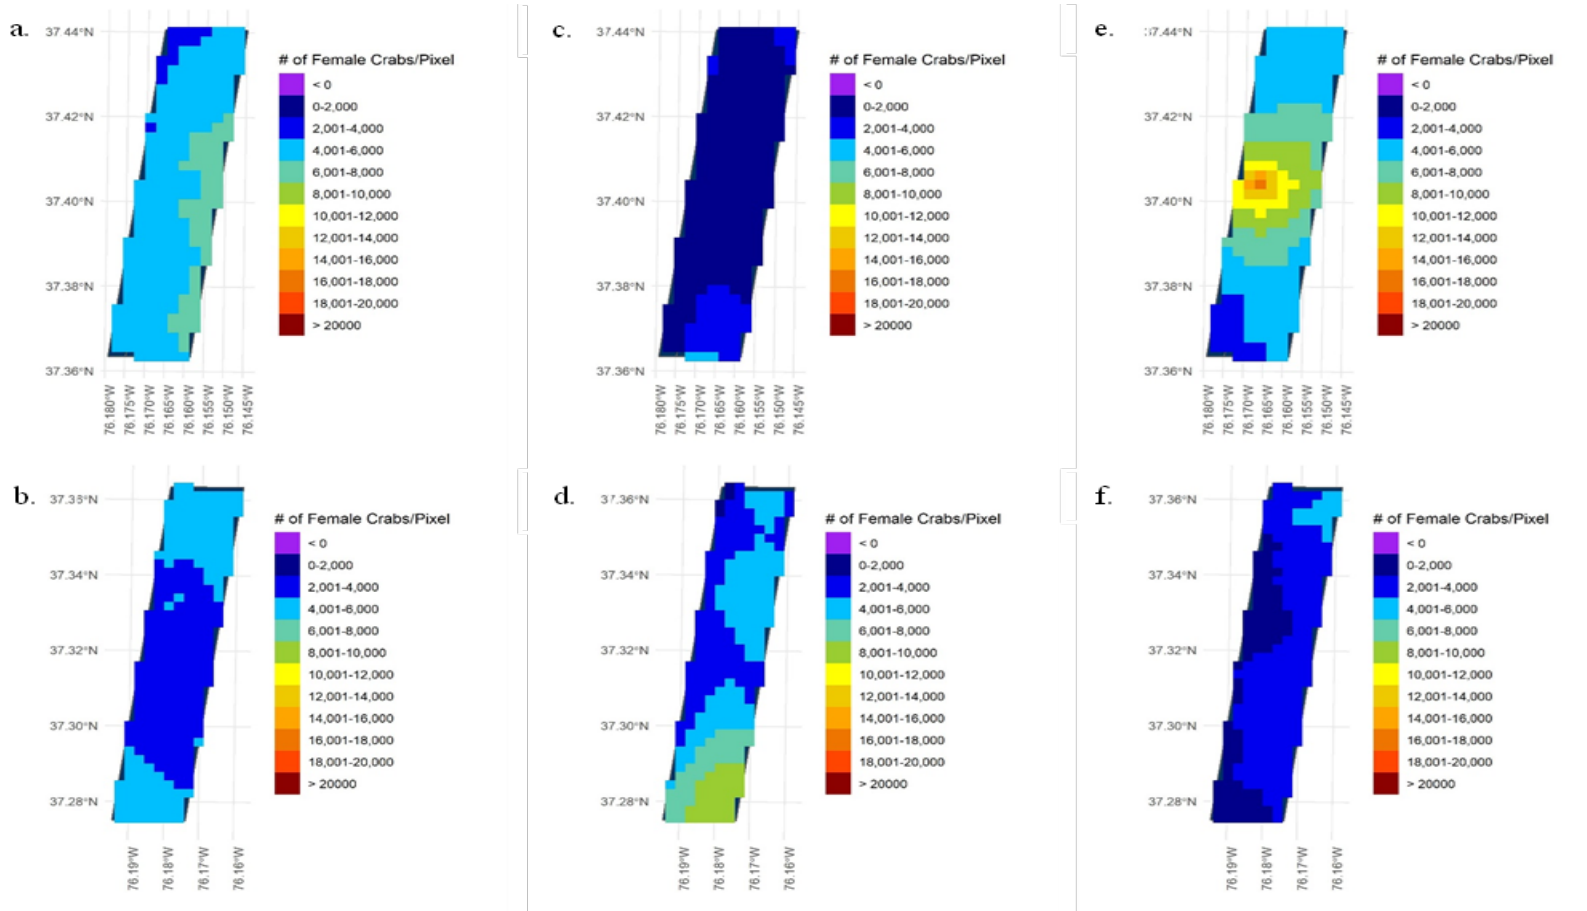 a.
37.44°N
37.42°N
37.40°N
37.38°N
37.36°N
76.180°W
76.175°W
76.170°W
76.165°W
76.160°W
76.155°W
76.150°W
76.145°W
# of Female Crabs/Pixel
< 0
0-2,000
2,001-4,000
4,001-6,000
6,001-8,000
8,001-10,000
10,001-12,000
12,001-14,000
14,001-16,000
16,001-18,000
18,001-20,000
> 20000
c.
37.44°N
37.42°N
37.40°N
37.38°N
37.36°N
76.180°W
76.175°W
76.170°W
76.165°W
76.160°W
76.155°W
76.150°W
76.145°W
# of Female Crabs/Pixel
< 0
0-2,000
2,001-4,000
4,001-6,000
6,001-8,000
8,001-10,000
10,001-12,000
12,001-14,000
14,001-16,000
16,001-18,000
18,001-20,000
> 20000
e.
:7.44°N
37.42°N
37.40°N
37.38°N
37.36°N
76.180°W
76.175°W
76.170°W
76.165°W
76.160°W
76.155°W
76.150°W
76.145°W
# of Female Crabs/Pixel
< 0
0-2,000
2,001-4,000
4,001-6,000
6,001-8,000
8,001-10,000
10,001-12,000
12,001-14,000
14,001-16,000
16,001-18,000
18,001-20,000
> 20000
b.
37.34°N
37.32°N
37.30°N
37.28°N
76.19°W
76.18°W
76.17°W
76.16°W
# of Female Crabs/Pixel
< 0
0-2,000
2,001-4,000
4,001-6,000
6,001-8,000
8,001-10,000
10,001-12,000
12,001-14,000
14,001-16,000
16,001-18,000
18,001-20,000
> 20000
d.
37.36°N
37.34°N
37.32°N
37.30°N
37.28°N
76.19°W
76.18°W
76.17°W
76.16°W
# of Female Crabs/Pixel
< 0
0-2,000
2,001-4,000
4,001-6,000
6,001-8,000
8,001-10,000
10,001-12,000
12,001-14,000
14,001-16,000
16,001-18,000
18,001-20,000
> 20000
f.
37.36°N
37.34°N
37.32°N
37.30°N
37.28°N
76.19°W
76.18°W
76.17°W
76.16°W
# of Female Crabs/Pixel
< 0
0-2,000
2,001-4,000
4,001-6,000
6,001-8,000
8,001-10,000
10,001-12,000
12,001-14,000
14,001-16,000
16,001-18,000
18,001-20,000
> 20000